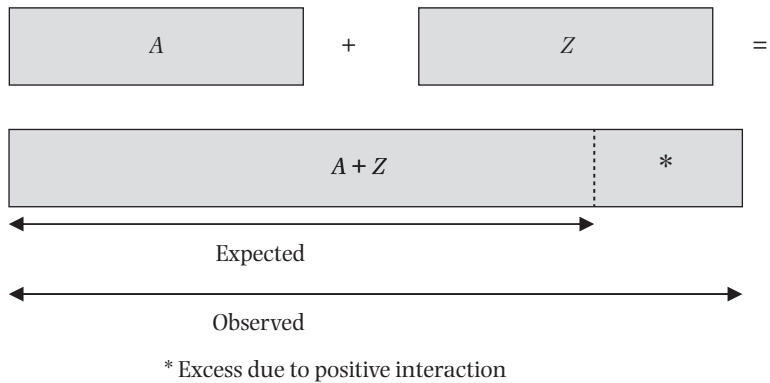 A + Z =
A + Z *
Expected
Observed
* Excess due to positive interaction